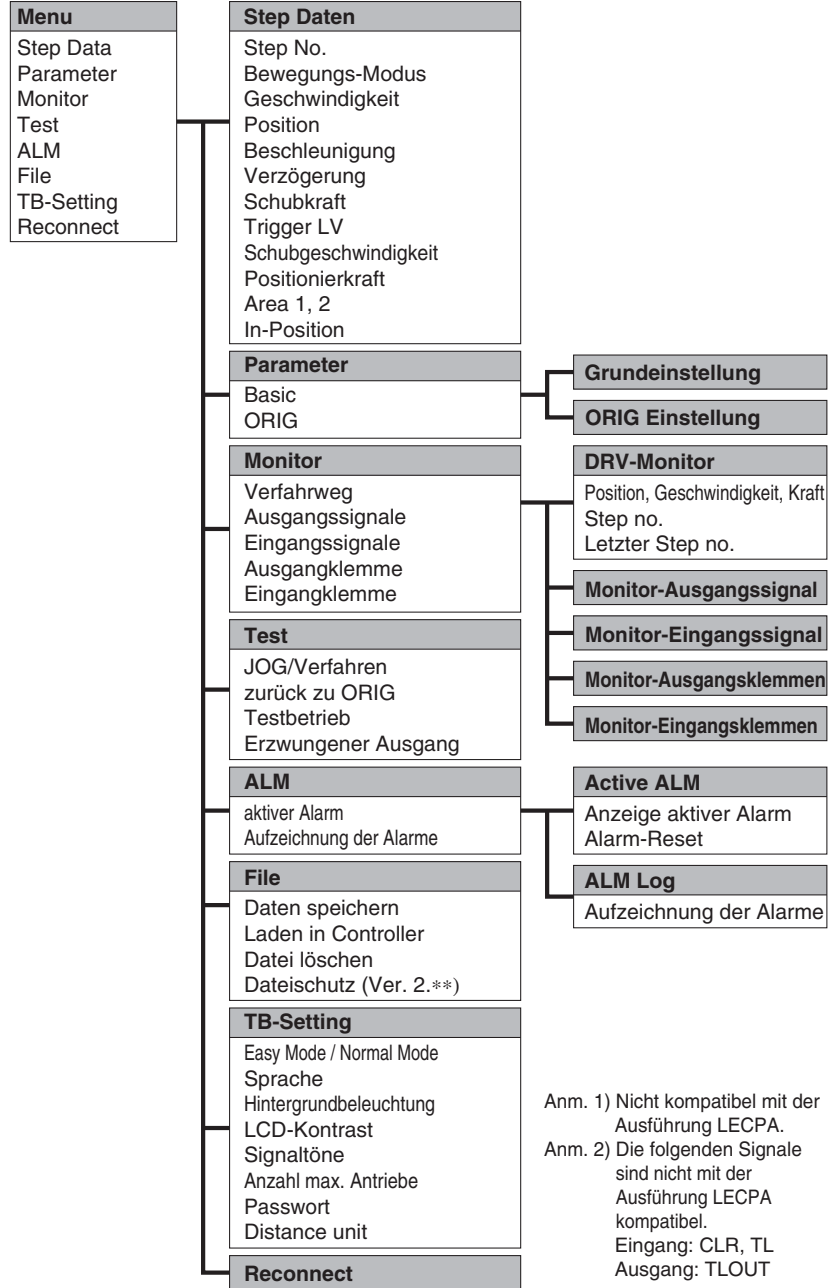 Menu
Step Data
Parameter
Monitor
Test
ALM
File
TB-Setting
Reconnect
Step Daten
Step No.
Bewegungs-Modus
Geschwindigkeit
Position
Beschleunigung
Verzögerung
Schubkraft
Trigger LV
Schubgeschwindigkeit
Positionierkraft
Area 1, 2
In-Position
Parameter
Basic
ORIG
Grundeinstellung
ORIG Einstellung
Monitor
Verfahrweg
Ausgangssignale
Eingangssignale
Ausgangklemme
Eingangklemme
DRV-Monitor
Position, Geschwindigkeit, Kraft
Step no.
Letzter Step no.
Monitor-Ausgangssignal
Monitor-Eingangssignal
Monitor-Ausgangsklemmen
Monitor-Eingangsklemmen
Test
JOG/Verfahren
zurück zu ORIG
Testbetrieb
Erzwungener Ausgang
ALM
aktiver Alarm
Aufzeichnung der Alarme
Active ALM
Anzeige aktiver Alarm
Alarm-Reset
ALM Log
Aufzeichnung der Alarme
File
Daten speichern
Laden in Controller
Datei löschen
Dateischutz (Ver. 2.**)
TB-Setting
Easy Mode / Normal Mode
Sprache
Hintergrundbeleuchtung
LCD-Kontrast
Signaltöne
Anzahl max. Antriebe
Passwort
Distance unit
Reconnect
Anm. 1) Nicht kompatibel mit der
Ausführung LECPA.
Anm. 2) Die folgenden Signale
sind nicht mit der
Ausführung LECPA
kompatibel.
Eingang: CLR, TL
Ausgang: TLOUT